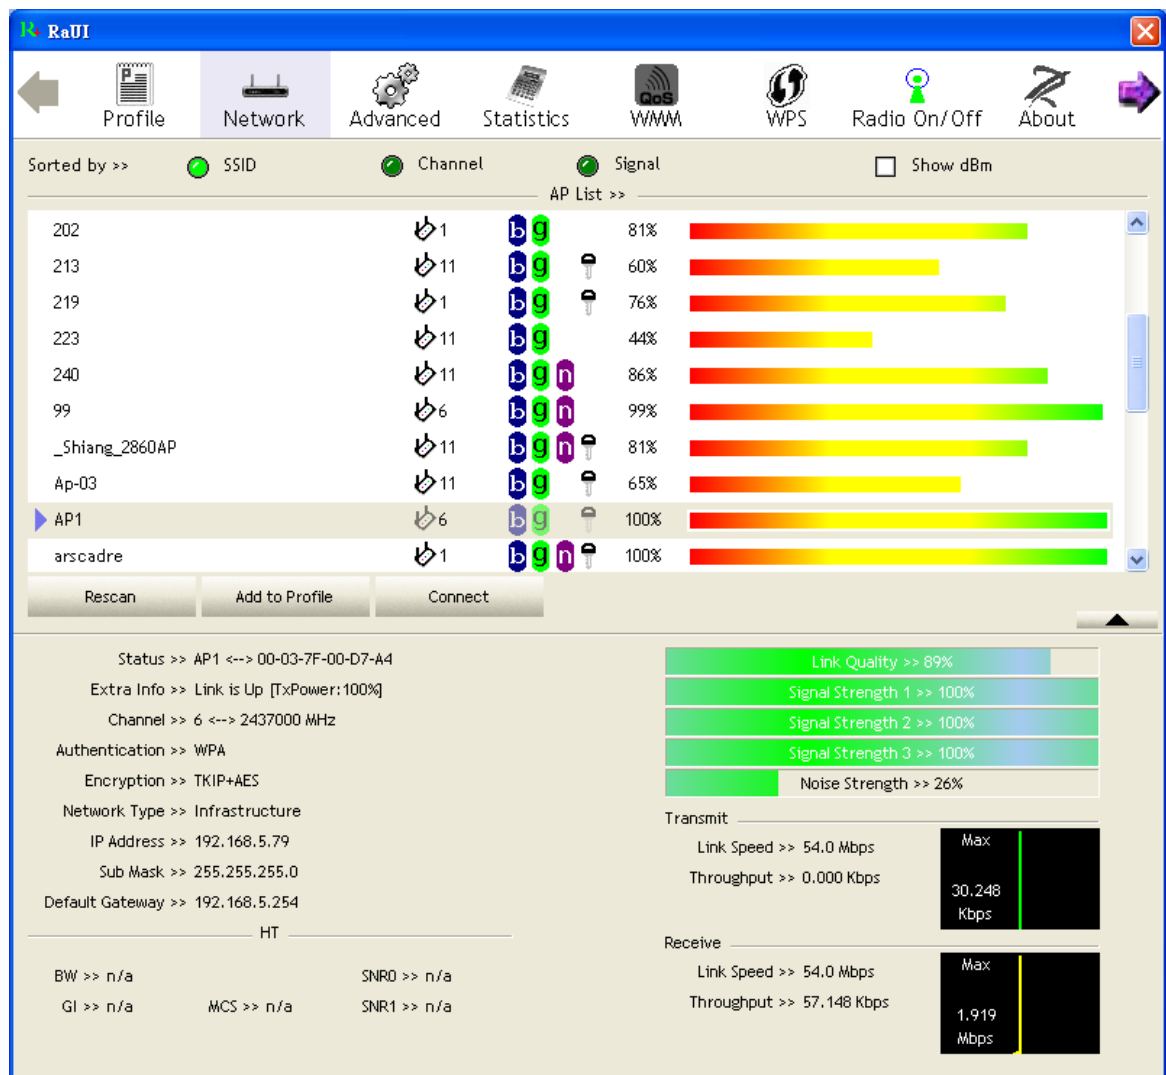 RaUI
Profile Network Advanced Statistics WMM WPS Radio On/Off About
QoS
Sorted by >> SSID Channel Signal Show dBm
AP List >>
202 1 b g 81%
213 11 b g 60%
219 1 b g 76%
223 11 b g 44%
240 11 b g n 86%
99 6 b g n 99%
_Shiang_2860AP 11 b g n 81%
Ap-03 11 b g 65%
AP1 6 b g 100%
arscadre 1 b g n 100%
Rescan Add to Profile Connect
Status >> AP1 <--> 00-03-7F-00-D7-A4
Extra Info >> Link is Up [TxPower:100%]
Channel >> 6 <--> 2437000 MHz
Authentication >> WPA
Encryption >> TKIP+AES
Network Type >> Infrastructure
IP Address >> 192.168.5.79
Sub Mask >> 255.255.255.0
Default Gateway >> 192.168.5.254
HT
BW >> n/a SNR0 >> n/a
GI >> n/a MCS >> n/a SNR1 >> n/a
Link Quality >> 89%
Signal Strength 1 >> 100%
Signal Strength 2 >> 100%
Signal Strength 3 >> 100%
Noise Strength >> 26%
Transmit
Link Speed >> 54.0 Mbps
Throughput >> 0.000 Kbps
Max
30.248
Kbps
Receive
Link Speed >> 54.0 Mbps
Throughput >> 57.148 Kbps
Max
1.919
Mbps